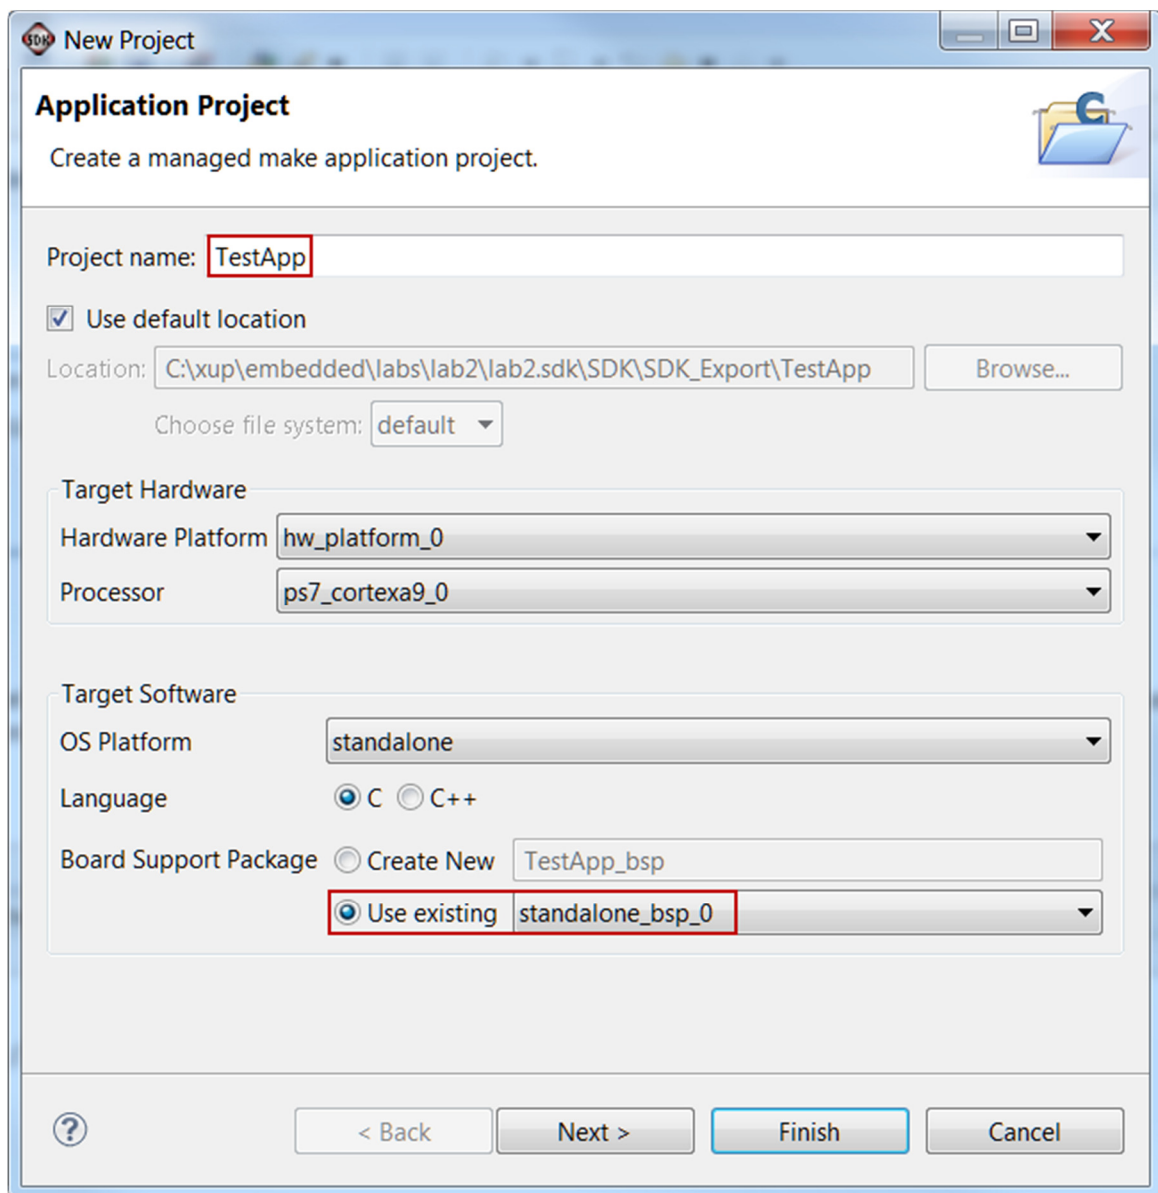 SDK New Project
Application Project
Create a managed make application project.
Project name: TestApp
Use default location
Location: C:\xup\embedded\labs\lab2\lab2.sdk\SDK\SDK_Export\TestApp Browse...
Choose file system: default
Target Hardware
Hardware Platform hw_platform_0
Processor ps7_cortexa9_0
Target Software
OS Platform standalone
Language C C++
Board Support Package Create New TestApp_bsp
Use existing standalone_bsp_0
? < Back Next > Finish Cancel